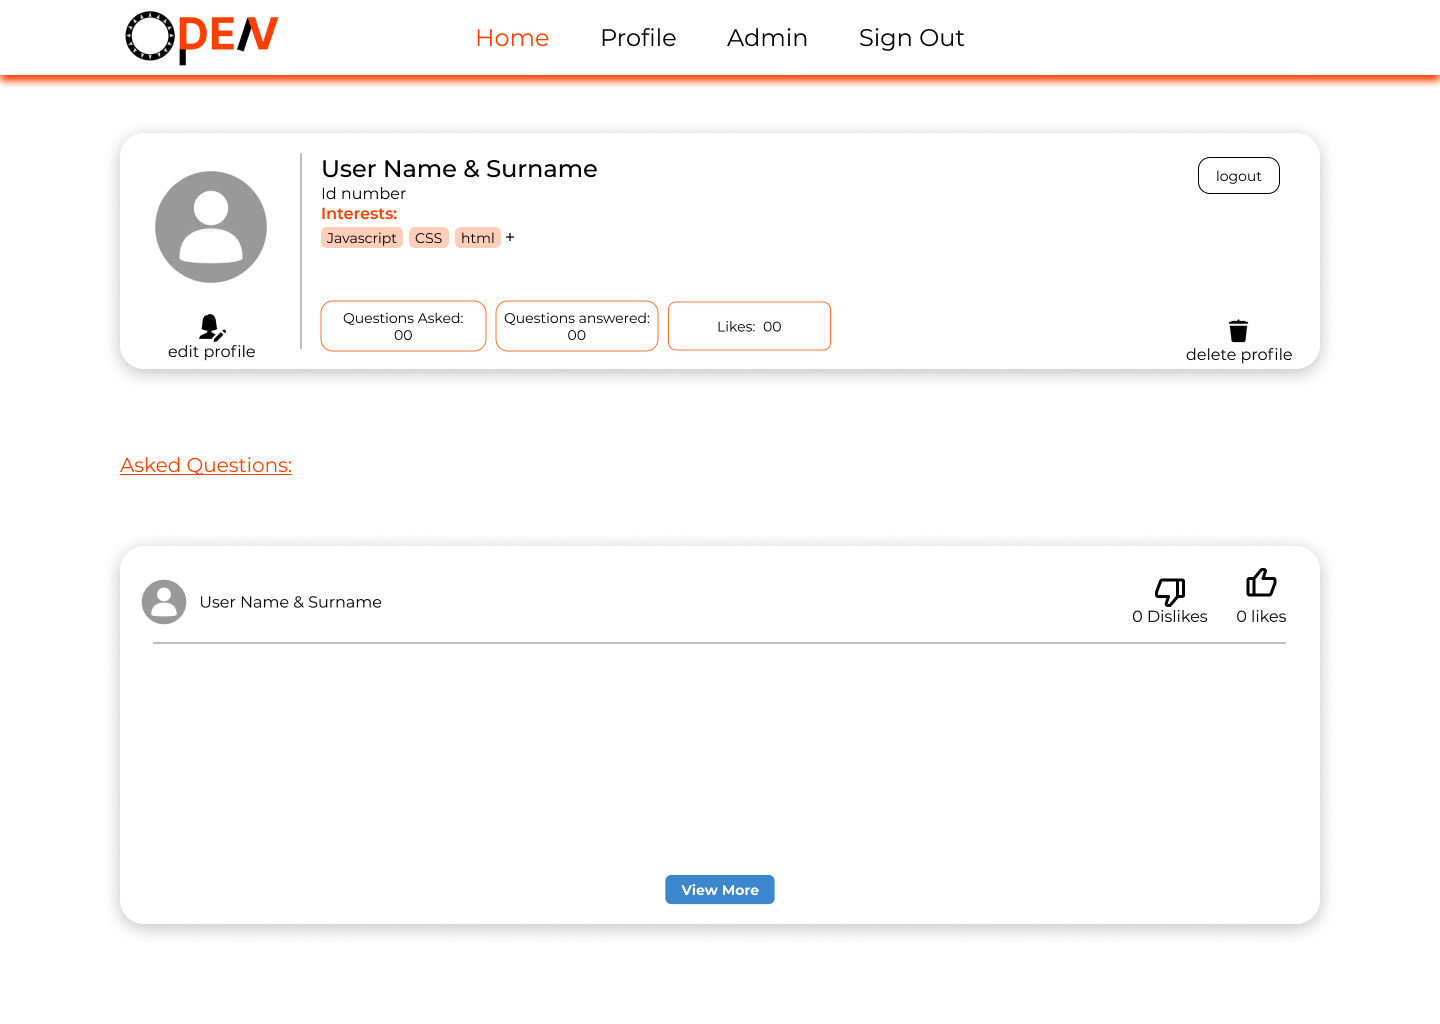 OPEN
Home Profile Admin Sign Out
User Name & Surname
logout
Id number
Interests:
Javascript CSS html +
Questions Asked:
00
Questions answered:
00
Likes: 00
edit profile
delete profile
Asked Questions:
User Name & Surname
0 Dislikes
0 likes
View More